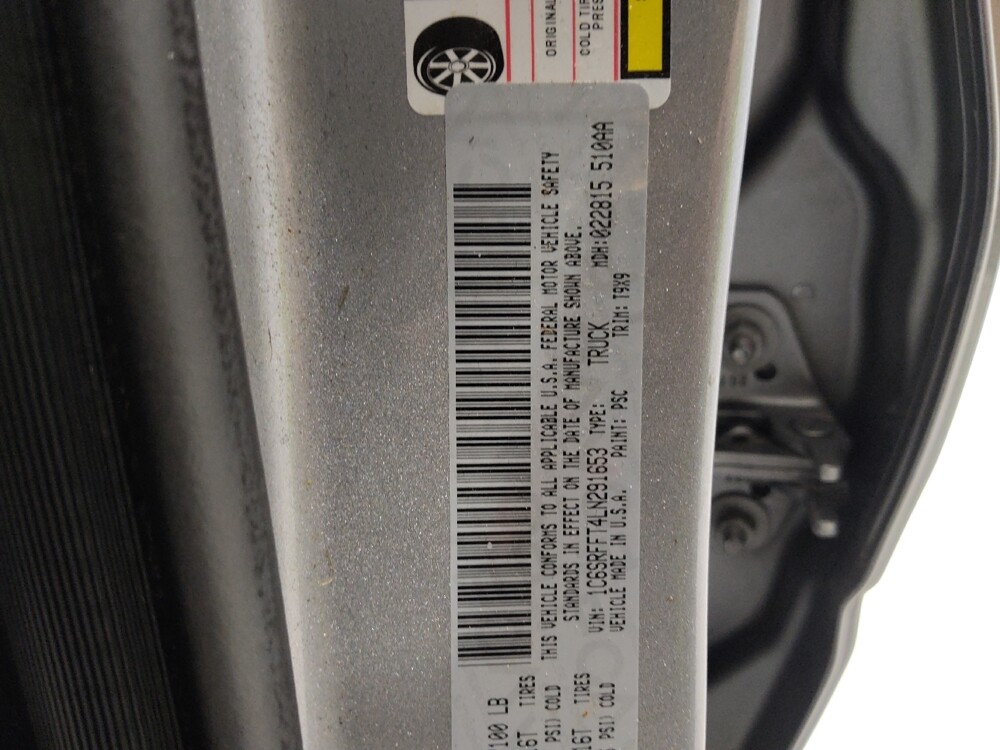 ORIGINAL
COLD TIRE
PRES
100 LB
6T TIRES
PSI) COLD
16T TIRES
PSI) COLD
THIS VEHICLE CONFORMS TO ALL APPLICABLE U.S.A. FEDERAL MOTOR VEHICLE SAFETY
STANDARDS IN EFFECT ON THE DATE OF MANUFACTURE SHOWN ABOVE.
VIN: 1C6SRFFT4LN291653 TYPE: TRUCK MDH:022815 510AA
VEHICLE MADE IN U.S.A. PAINT: PSC TRIM: T9X9